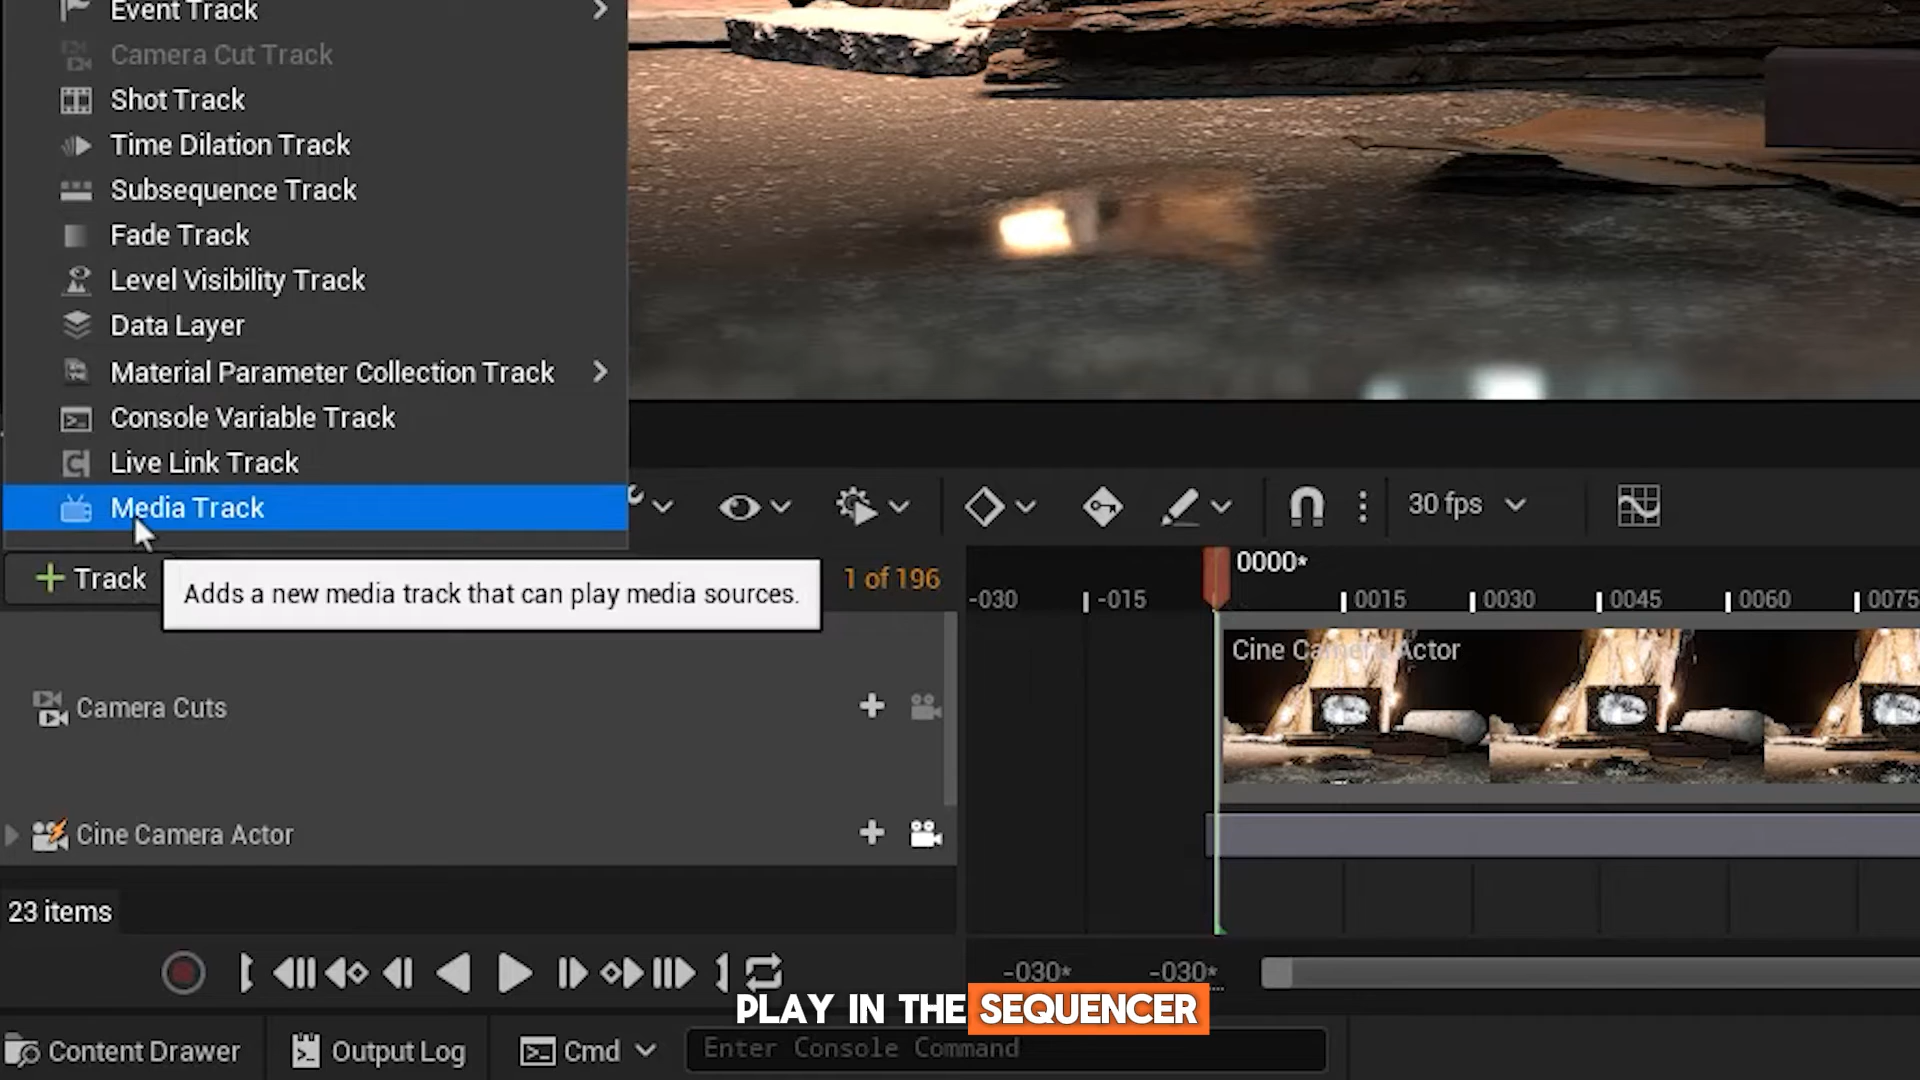 Event Track
Camera Cut Track
Shot Track
Time Dilation Track
Subsequence Track
Fade Track
Level Visibility Track
Data Layer
Material Parameter Collection Track
Console Variable Track
Live Link Track
Media Track
30 fps
Track
Adds a new media track that can play media sources.
1 of 196
0000*
-030
-015
0015
0030
0045
0060
0075
Cine Camera Actor
Camera Cuts
Cine Camera Actor
23 items
-030*
-030*
PLAY IN THE SEQUENCER
Content Drawer
Output Log
Cmd
Enter Console Command